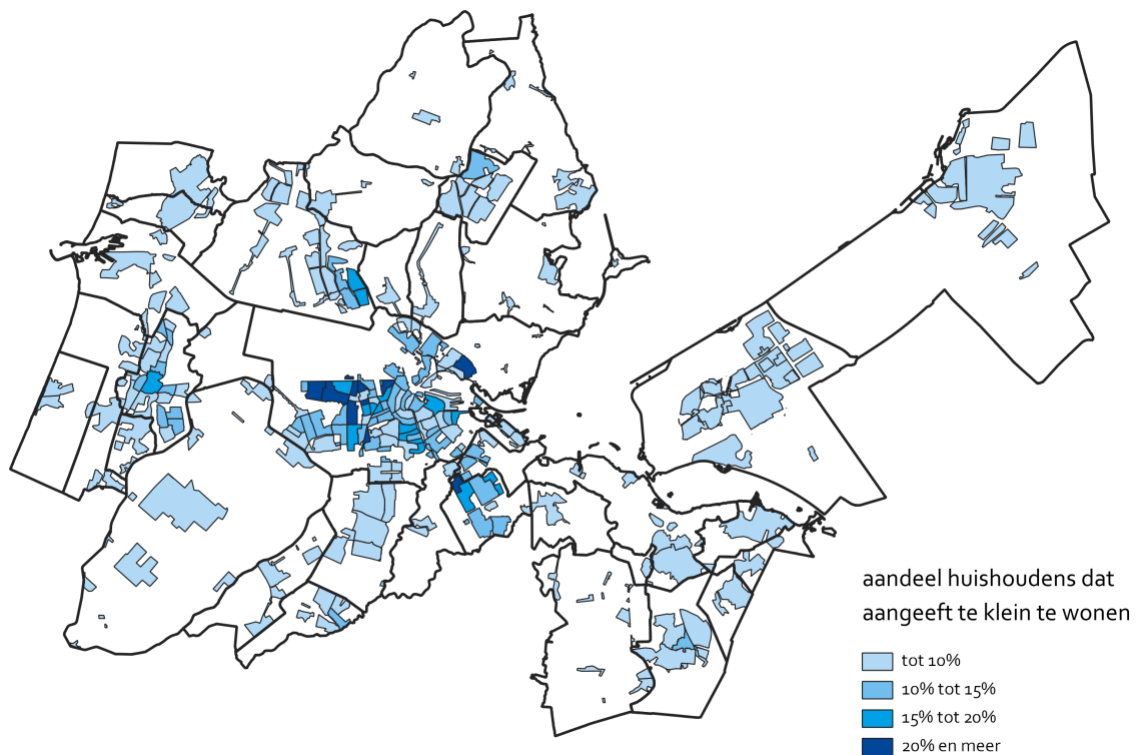 aandeel huishoudens dat
aangeeft te klein te wonen
tot 10%
10% tot 15%
15% tot 20%
20% en meer